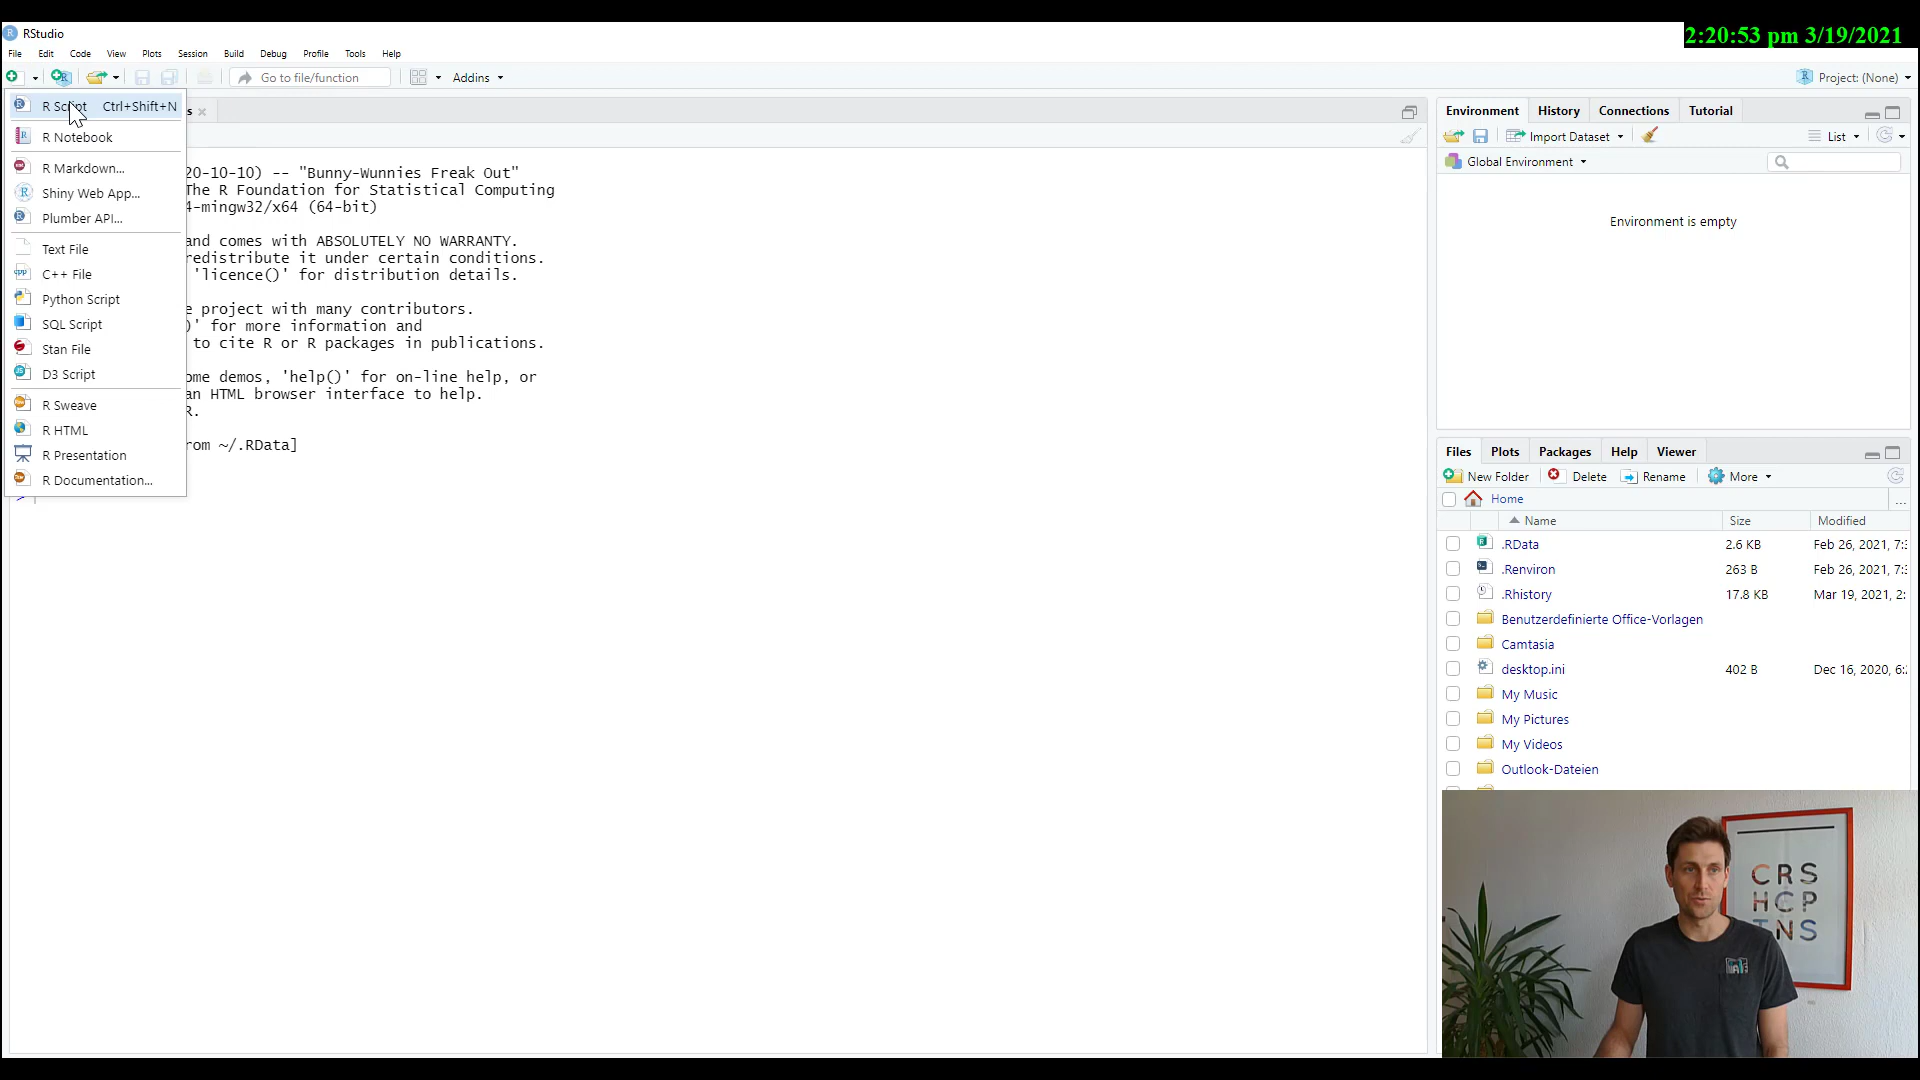 RStudio
2:20:53 pm 3/19/2021
File Edit Code View Plots Session Build Debug Profile Tools Help
Go to file/function Addins Project: (None)
R Script Ctrl+Shift+N
R Notebook
R Markdown...
Shiny Web App...
Plumber API...
Text File
C++ File
Python Script
SQL Script
Stan File
D3 Script
R Sweave
R HTML
R Presentation
R Documentation...
s
20-10-10) -- "Bunny-Wunnies Freak Out"
The R Foundation for Statistical Computing
4-mingw32/x64 (64-bit)
and comes with ABSOLUTELY NO WARRANTY.
redistribute it under certain conditions.
'licence()' for distribution details.
e project with many contributors.
)' for more information and
to cite R or R packages in publications.
ome demos, 'help()' for on-line help, or
an HTML browser interface to help.
R.
rom ~/.RData]
Environment History Connections Tutorial
Import Dataset List
Global Environment
Environment is empty
Files Plots Packages Help Viewer
New Folder Delete Rename More
Home ...
Name Size Modified
.RData 2.6 KB Feb 26, 2021, 7:3
.Renviron 263 B Feb 26, 2021, 7:3
.Rhistory 17.8 KB Mar 19, 2021, 2:
Benutzerdefinierte Office-Vorlagen
Camtasia
desktop.ini 402 B Dec 16, 2020, 6:
My Music
My Pictures
My Videos
Outlook-Dateien
CRS
HCP
TNS